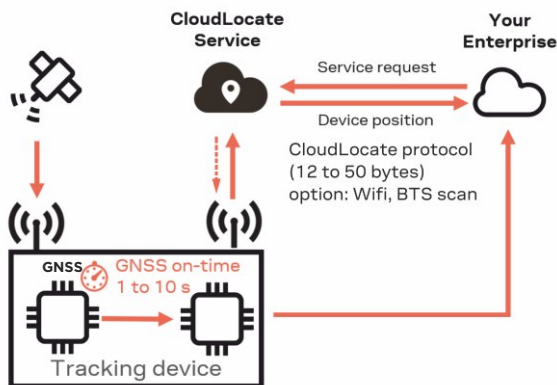 CloudLocate
Service
Your
Enterprise
Service request
Device position
CloudLocate protocol
(12 to 50 bytes)
option: Wifi, BTS scan
GNSS
GNSS on-time
1 to 10 s
Tracking device